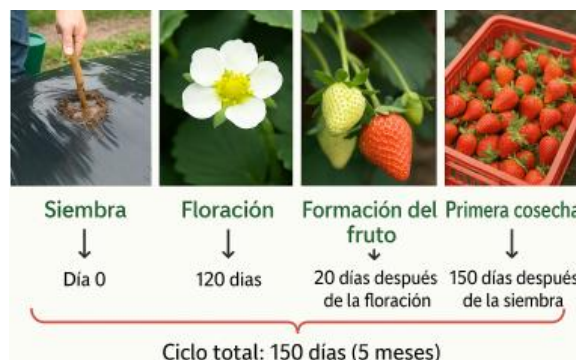 Siembra
Día 0
Floración
120 dias
Formación del
fruto
20 días después
de la floración
Primera cosecha
150 días después
de la siembra
Ciclo total: 150 días (5 meses)